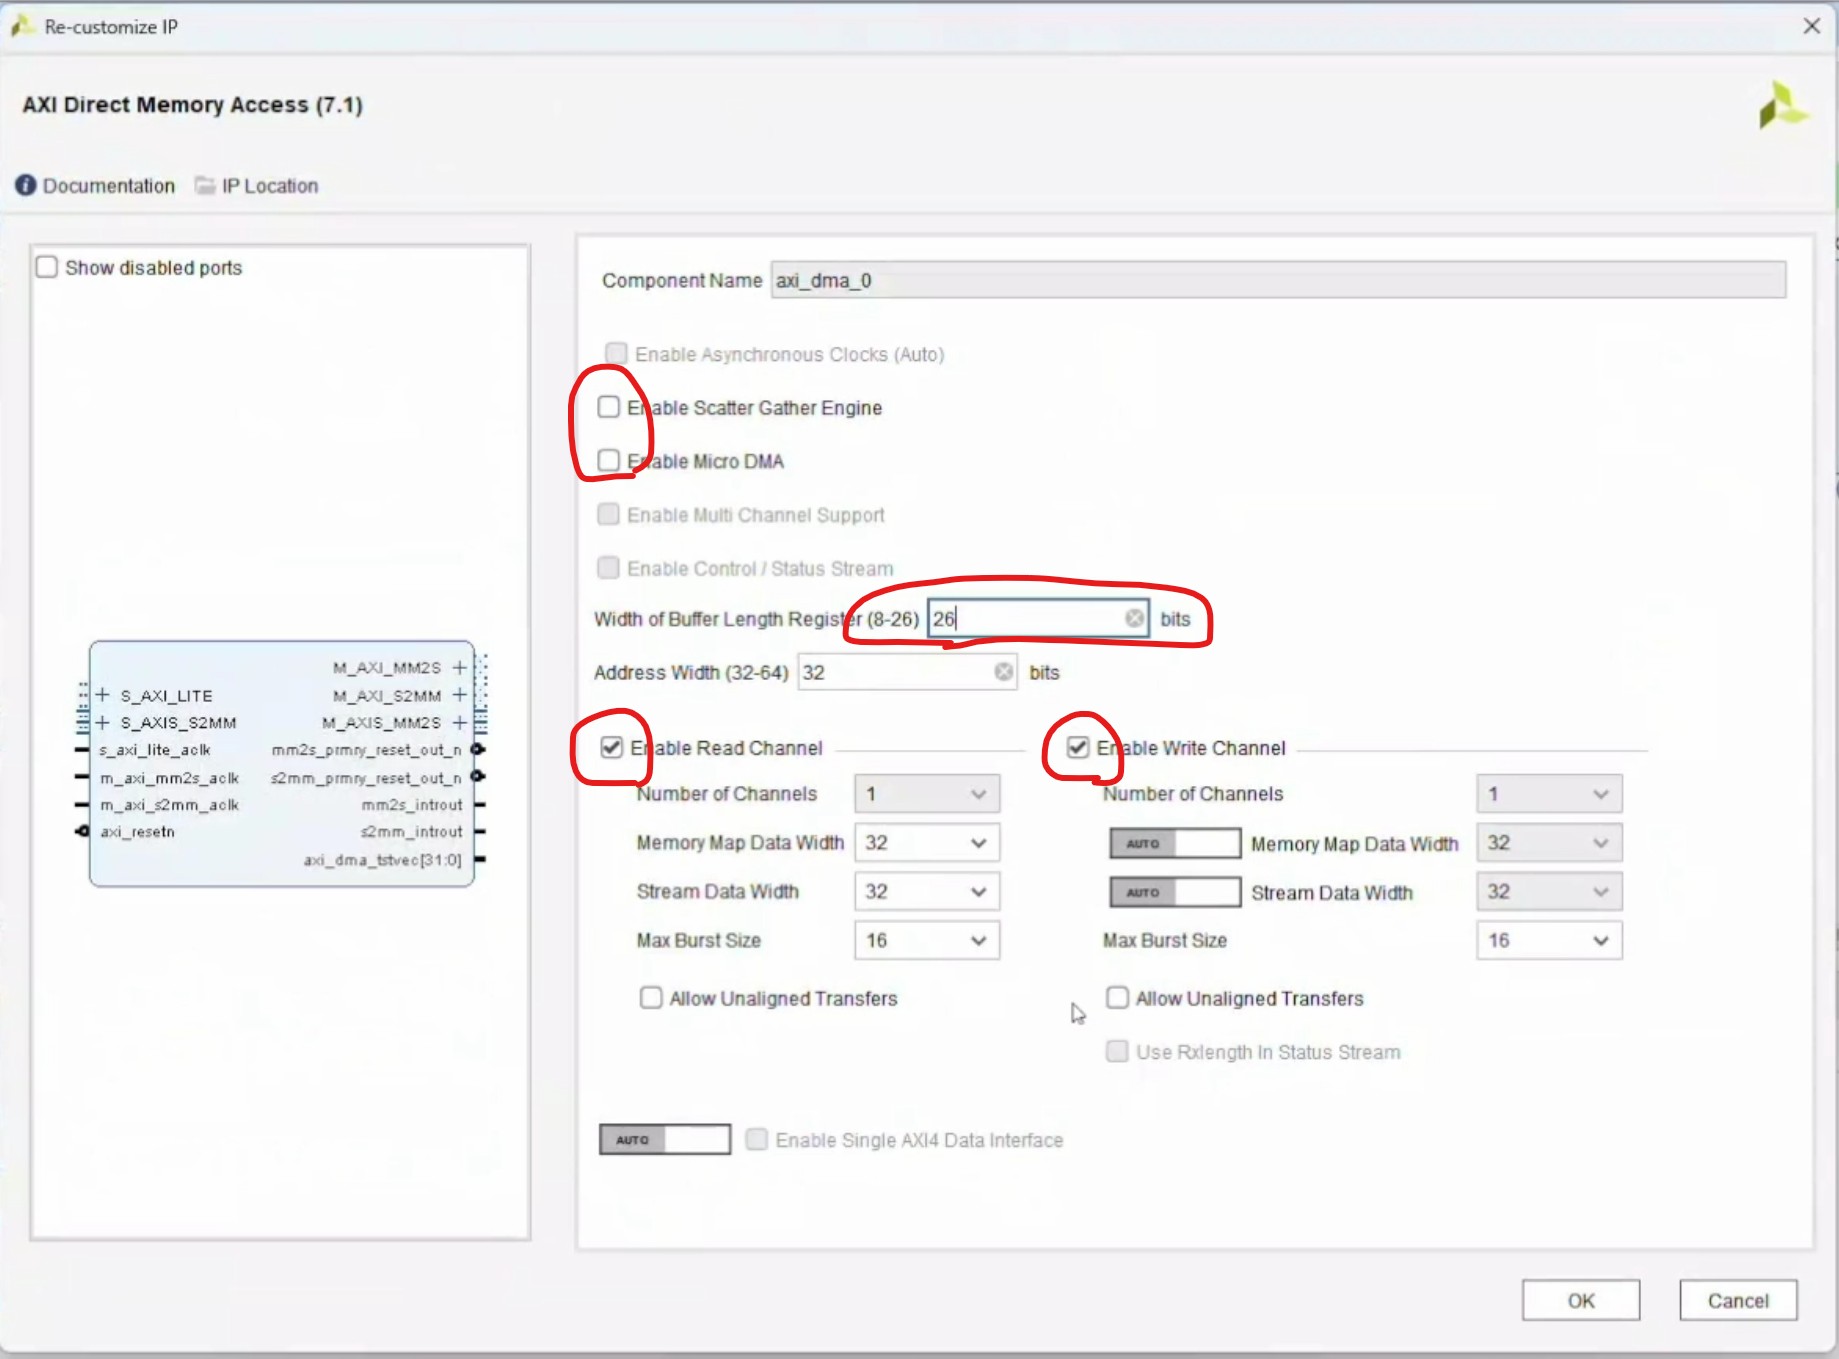 Re-customize IP
AXI Direct Memory Access (7.1)
Documentation IP Location
Show disabled ports
M_AXI_MM2S
S_AXI_LITE M_AXI_S2MM
S_AXIS_S2MM M_AXIS_MM2S
s_axi_lite_aclk mm2s_prmry_reset_out_n
m_axi_mm2s_aclk s2mm_prmry_reset_out_n
m_axi_s2mm_aclk mm2s_introut
axi_resetn s2mm_introut
axi_dma_tstvec[31:0]
Component Name axi_dma_0
Enable Asynchronous Clocks (Auto)
Enable Scatter Gather Engine
Enable Micro DMA
Enable Multi Channel Support
Enable Control / Status Stream
Width of Buffer Length Register (8-26) 26 bits
Address Width (32-64) 32 bits
Enable Read Channel
Number of Channels 1
Memory Map Data Width 32
Stream Data Width 32
Max Burst Size 16
Allow Unaligned Transfers
Enable Write Channel
Number of Channels 1
AUTO Memory Map Data Width 32
AUTO Stream Data Width 32
Max Burst Size 16
Allow Unaligned Transfers
Use Rxlength In Status Stream
AUTO Enable Single AXI4 Data Interface
OK Cancel